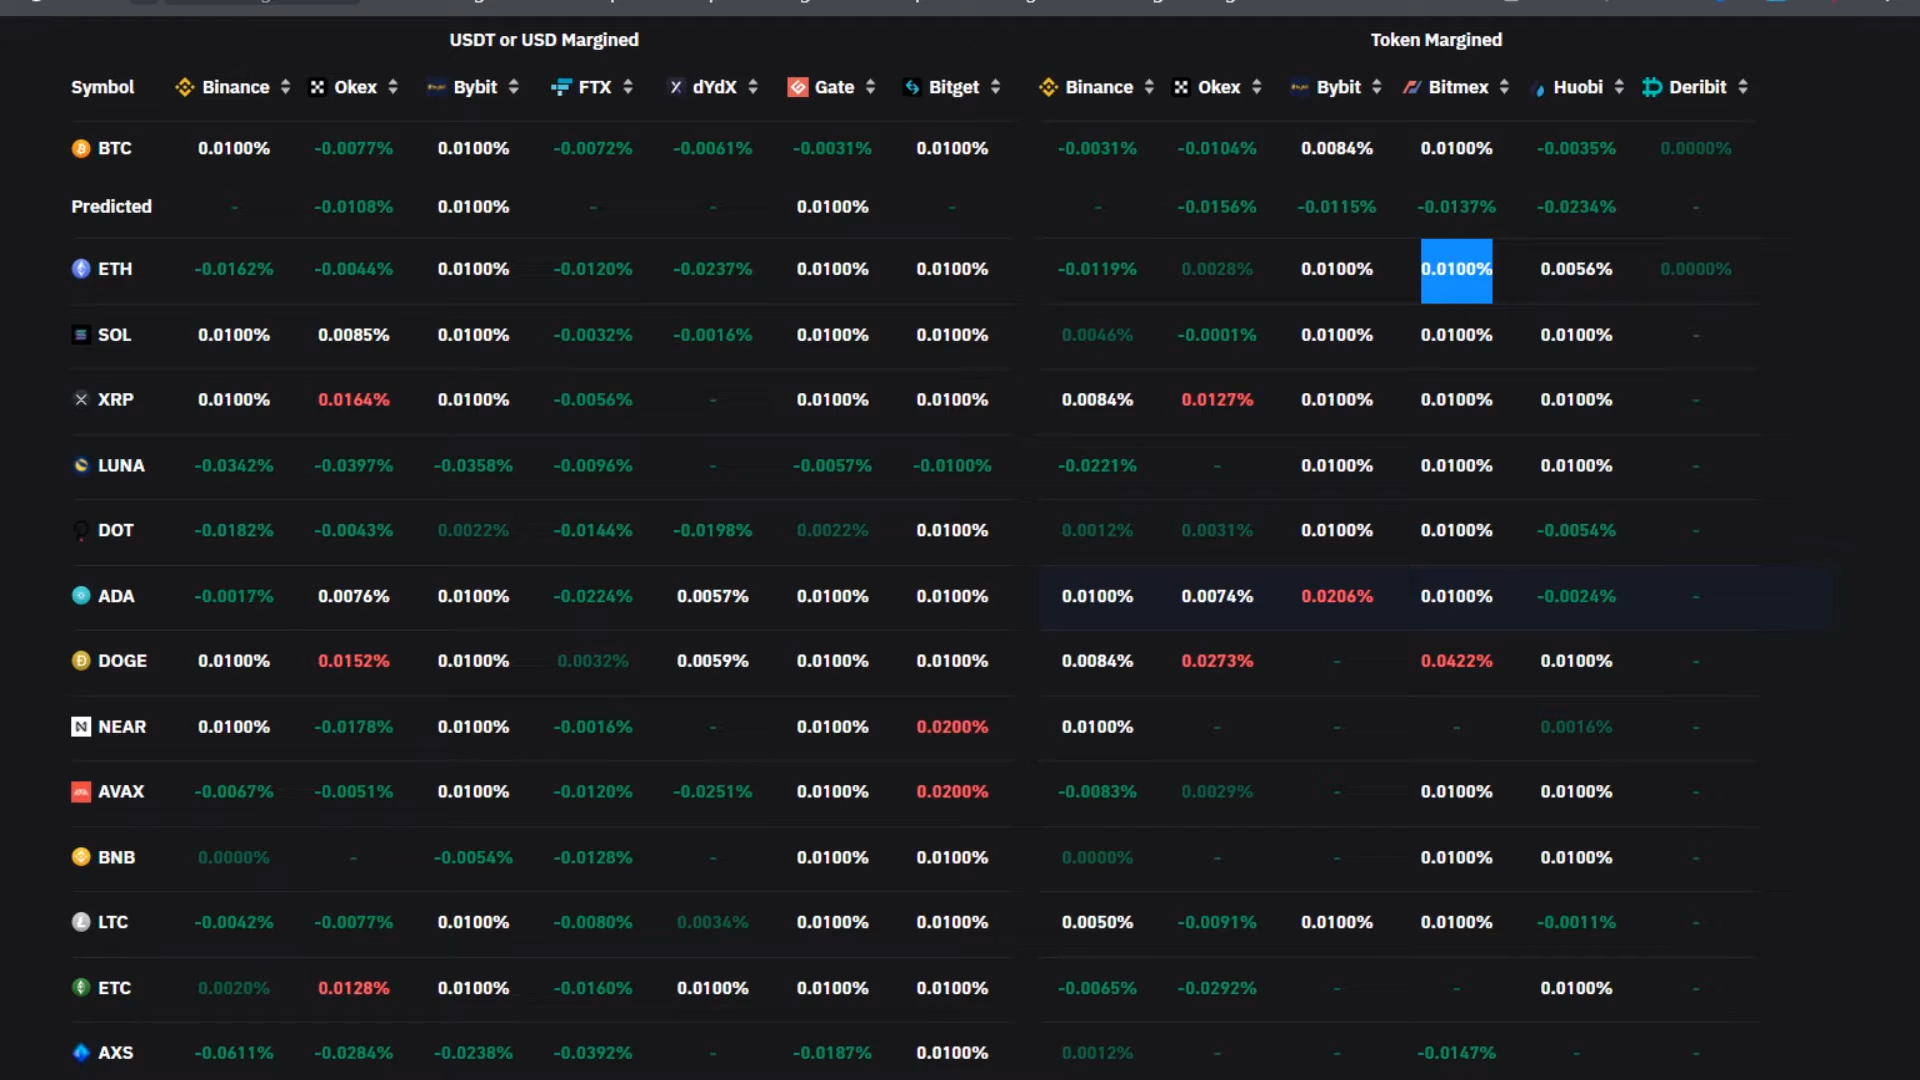 USDT or USD Margined Token Margined
Symbol Binance Okex Bybit FTX dYdX Gate Bitget Binance Okex Bybit Bitmex Huobi Deribit
BTC 0.0100% -0.0077% 0.0100% -0.0072% -0.0061% -0.0031% 0.0100% -0.0031% -0.0104% 0.0084% 0.0100% -0.0035% 0.0000%
Predicted - -0.0108% 0.0100% - - 0.0100% - - -0.0156% -0.0115% -0.0137% -0.0234% -
ETH -0.0162% -0.0044% 0.0100% -0.0120% -0.0237% 0.0100% 0.0100% -0.0119% 0.0028% 0.0100% 0.0100% 0.0056% 0.0000%
SOL 0.0100% 0.0085% 0.0100% -0.0032% -0.0016% 0.0100% 0.0100% 0.0046% -0.0001% 0.0100% 0.0100% 0.0100% -
XRP 0.0100% 0.0164% 0.0100% -0.0056% - 0.0100% 0.0100% 0.0084% 0.0127% 0.0100% 0.0100% 0.0100% -
LUNA -0.0342% -0.0397% -0.0358% -0.0096% - -0.0057% -0.0100% -0.0221% - 0.0100% 0.0100% 0.0100% -
DOT -0.0182% -0.0043% 0.0022% -0.0144% -0.0198% 0.0022% 0.0100% 0.0012% 0.0031% 0.0100% 0.0100% -0.0054% -
ADA -0.0017% 0.0076% 0.0100% -0.0224% 0.0057% 0.0100% 0.0100% 0.0100% 0.0074% 0.0206% 0.0100% -0.0024% -
DOGE 0.0100% 0.0152% 0.0100% 0.0032% 0.0059% 0.0100% 0.0100% 0.0084% 0.0273% - 0.0422% 0.0100% -
NEAR 0.0100% -0.0178% 0.0100% -0.0016% - 0.0100% 0.0200% 0.0100% - - - 0.0016% -
AVAX -0.0067% -0.0051% 0.0100% -0.0120% -0.0251% 0.0100% 0.0200% -0.0083% 0.0029% - 0.0100% 0.0100% -
BNB 0.0000% - -0.0054% -0.0128% - 0.0100% 0.0100% 0.0000% - - 0.0100% 0.0100% -
LTC -0.0042% -0.0077% 0.0100% -0.0080% 0.0034% 0.0100% 0.0100% 0.0050% -0.0091% 0.0100% 0.0100% -0.0011% -
ETC 0.0020% 0.0128% 0.0100% -0.0160% 0.0100% 0.0100% 0.0100% -0.0065% -0.0292% - - 0.0100% -
AXS -0.0611% -0.0284% -0.0238% -0.0392% - -0.0187% 0.0100% 0.0012% - - -0.0147% - -